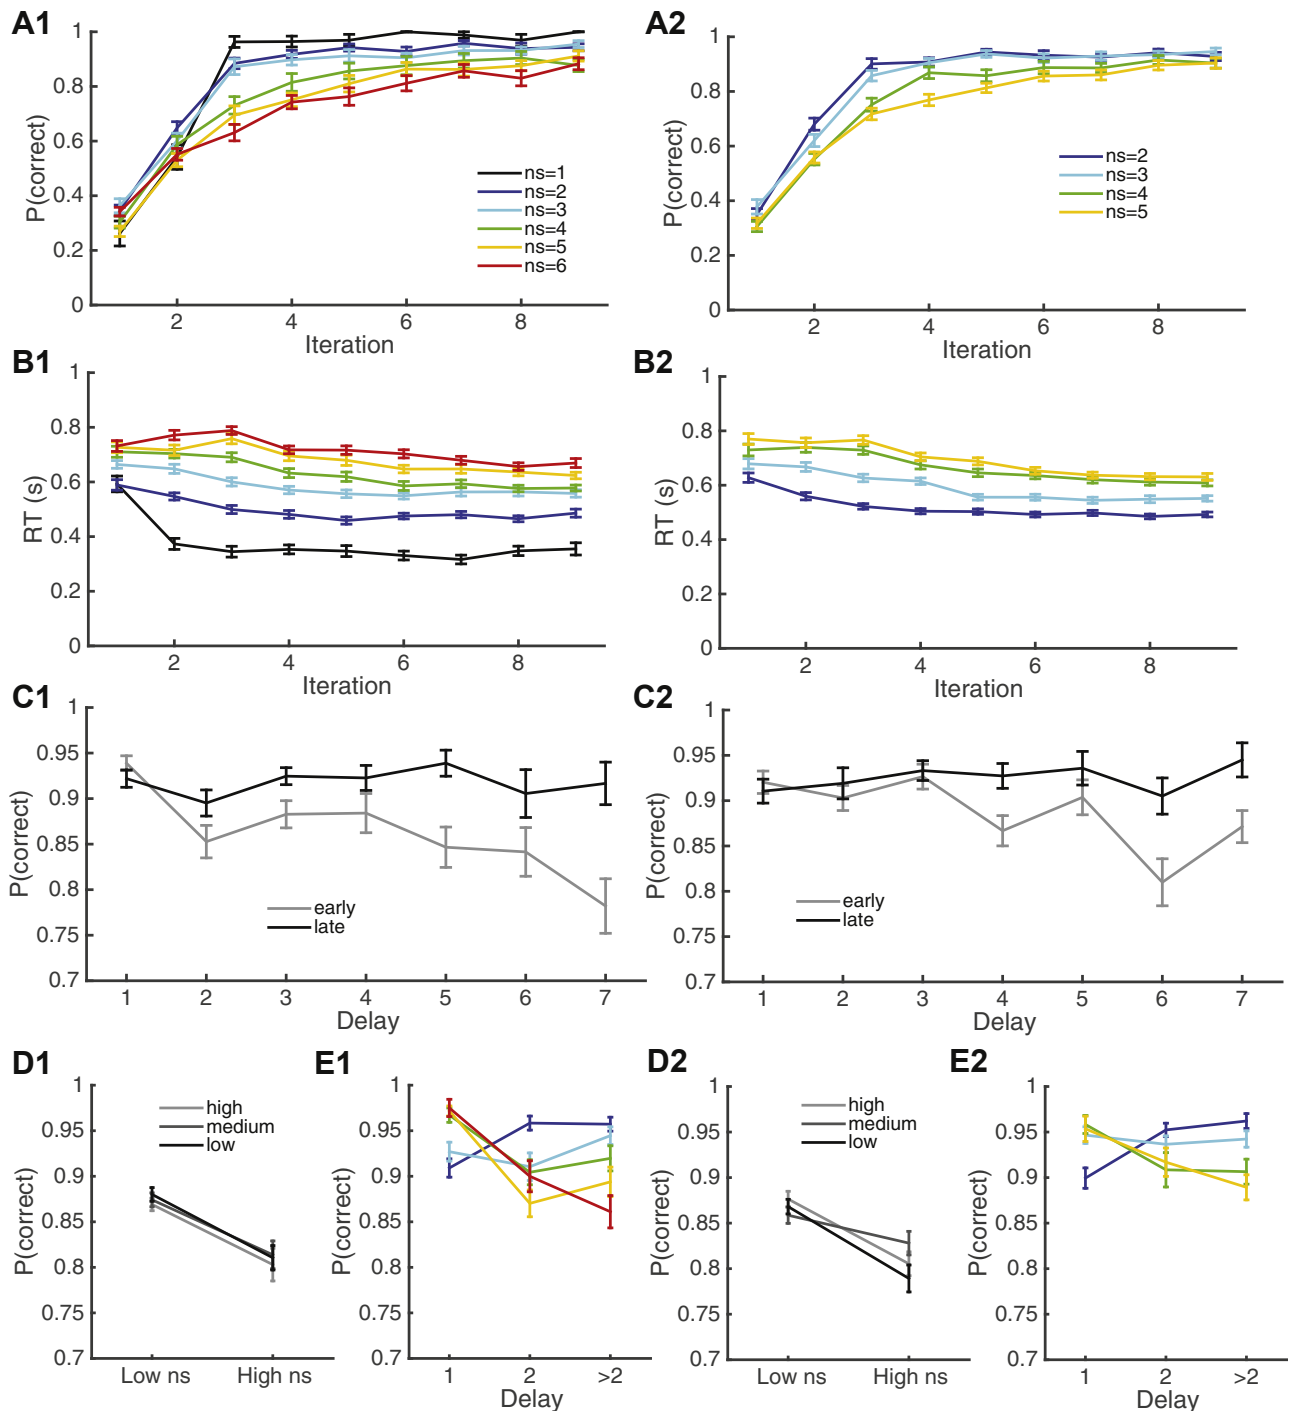 A1
1
0.8
0.6
0.4
0.2
0
P(correct)
2
4
6
8
Iteration
ns=1
ns=2
ns=3
ns=4
ns=5
ns=6
A2
1
0.8
0.6
0.4
0.2
0
P(correct)
2
4
6
8
Iteration
ns=2
ns=3
ns=4
ns=5
B1
1
0.8
0.6
0.4
0.2
0
RT (s)
2
4
6
8
Iteration
B2
1
0.8
0.6
0.4
0.2
0
RT (s)
2
4
6
8
Iteration
C1
1
0.95
0.9
0.85
0.8
0.75
0.7
P(correct)
early
late
1
2
3
4
5
6
7
Delay
C2
1
0.95
0.9
0.85
0.8
0.75
0.7
P(correct)
early
late
1
2
3
4
5
6
7
Delay
D1
1
0.95
0.9
0.85
0.8
0.75
0.7
P(correct)
high
medium
low
Low ns
High ns
E1
1
0.95
0.9
0.85
0.8
0.75
0.7
P(correct)
1
2
>2
Delay
D2
1
0.95
0.9
0.85
0.8
0.75
0.7
P(correct)
high
medium
low
Low ns
High ns
E2
1
0.95
0.9
0.85
0.8
0.75
0.7
P(correct)
1
2
>2
Delay